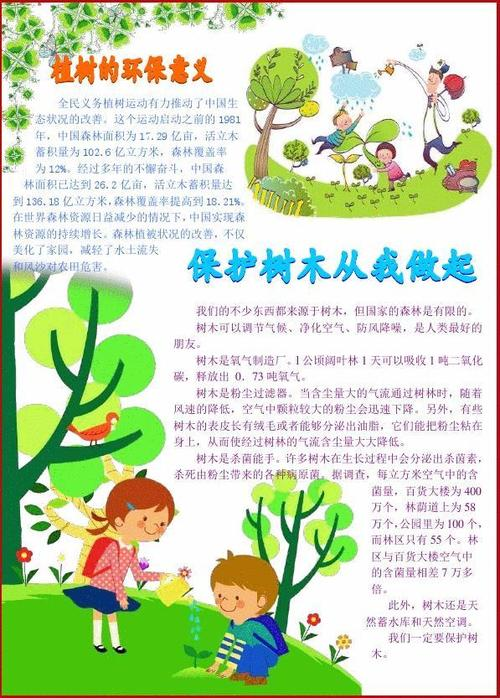 植树的环保意义
全民义务植树运动有力推动了中国生
态状况的改善。这个运动启动之前的1981
年，中国森林面积为17.29亿亩，活立木
蓄积量为102.6亿立方米，森林覆盖率
为12%。经过多年的不懈奋斗，中国森
林面积已达到26.2亿亩，活立木蓄积量达
到136.18亿立方米，森林覆盖率提高到18.21%。
在世界森林资源日益减少的情况下，中国实现森
林资源的持续增长。森林植被状况的改善，不仅
美化了家园，减轻了水土流失
和风沙对农田危害。
保护树木从我做起
我们的不少东西都来源于树木，但国家的森林是有限的。
树木可以调节气候、净化空气、防风降噪，是人类最好的
朋友。
树木是氧气制造厂。1公顷阔叶林1天可以吸收1吨二氧化
碳，释放出 0．73吨氧气。
树木是粉尘过滤器。当含尘量大的气流通过树林时，随着
风速的降低，空气中颗粒较大的粉尘会迅速下降。另外，有些
树木的表皮长有绒毛或者能够分泌出油脂，它们能把粉尘粘在
身上，从而使经过树林的气流含尘量大大降低。
树木是杀菌能手。许多树木在生长过程中会分泌出杀菌素，
杀死由粉尘带来的各种病原菌。据调查，每立方米空气中的含
菌量，百货大楼为400
万个，林荫道上为58
万个,公园里为100个，
而林区只有55个。林
区与百货大楼空气中
的含菌量相差7万多
倍。
此外，树木还是天
然蓄水库和天然空调。
我们一定要保护树
木。